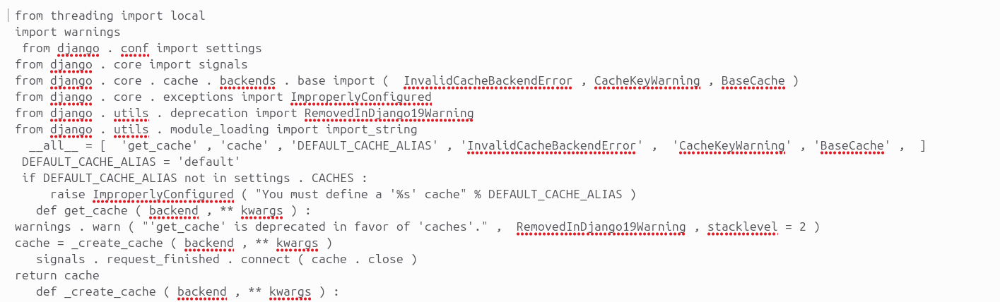 from threading import local
import warnings
from django . conf import settings
from django . core import signals
from django . core . cache . backends . base import (  InvalidCacheBackendError , CacheKeyWarning , BaseCache )
from django . core . exceptions import ImproperlyConfigured
from django . utils . deprecation import RemovedInDjango19Warning
from django . utils . module_loading import import_string
__all__ = [  'get_cache' , 'cache' , 'DEFAULT_CACHE_ALIAS' , 'InvalidCacheBackendError' ,  'CacheKeyWarning' , 'BaseCache' ,  ]
DEFAULT_CACHE_ALIAS = 'default'
if DEFAULT_CACHE_ALIAS not in settings . CACHES :
raise ImproperlyConfigured ( "You must define a '%s' cache" % DEFAULT_CACHE_ALIAS )
def get_cache ( backend , ** kwargs ) :
warnings . warn ( "'get_cache' is deprecated in favor of 'caches'." ,  RemovedInDjango19Warning , stacklevel = 2 )
cache = _create_cache ( backend , ** kwargs )
signals . request_finished . connect ( cache . close )
return cache
def _create_cache ( backend , ** kwargs ) :